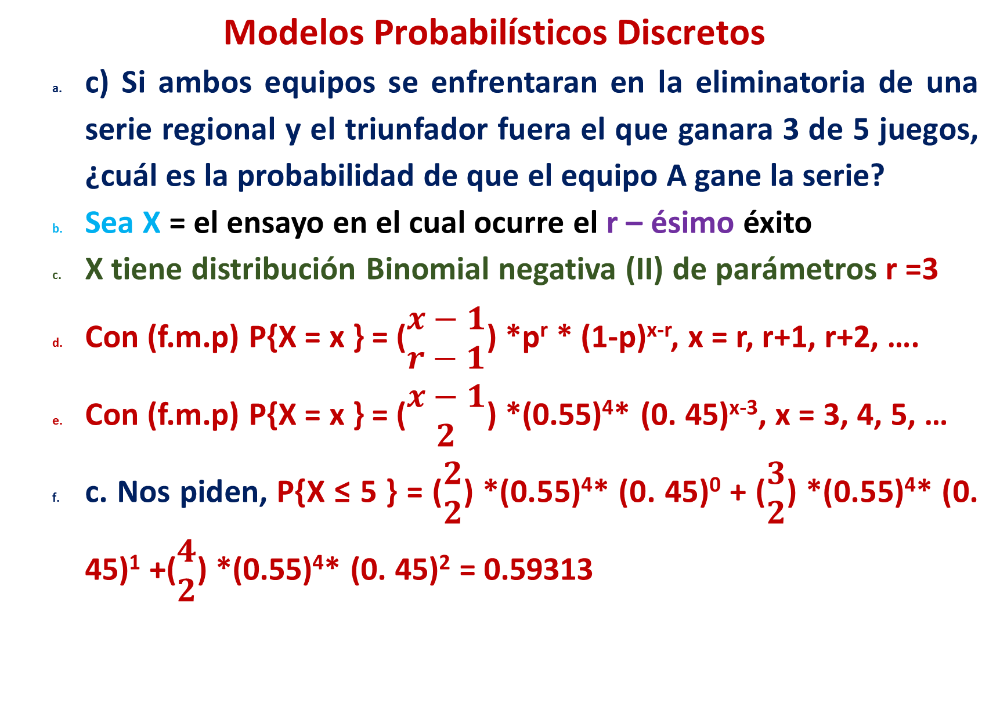 Modelos Probabilísticos Discretos
a. c) Si ambos equipos se enfrentaran en la eliminatoria de una
serie regional y el triunfador fuera el que ganara 3 de 5 juegos,
¿cuál es la probabilidad de que el equipo A gane la serie?
b. Sea X = el ensayo en el cual ocurre el r – ésimo éxito
c. X tiene distribución Binomial negativa (II) de parámetros r =3
d. Con (f.m.p) P{X = x } = (x − 1 r − 1) *p^r * (1-p)^x-r, x = r, r+1, r+2, ….
e. Con (f.m.p) P{X = x } = (x − 1 2) *(0.55)^4* (0. 45)^x-3, x = 3, 4, 5, …
f. c. Nos piden, P{X ≤ 5 } = (2 2) *(0.55)^4* (0. 45)^0 + (3 2) *(0.55)^4* (0.
45)^1 +(4 2) *(0.55)^4* (0. 45)^2 = 0.59313